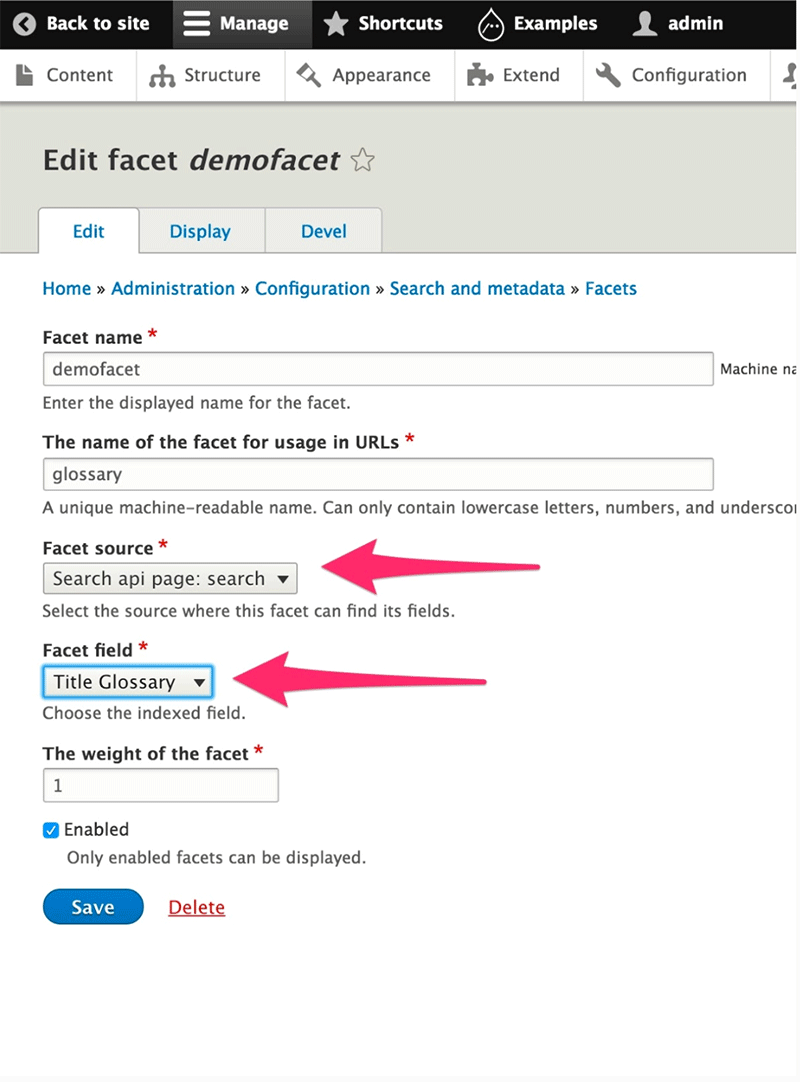 Back to site Manage Shortcuts Examples admin
Content Structure Appearance Extend Configuration
Edit facet demofacet
Edit Display Devel
Home » Administration » Configuration » Search and metadata » Facets
Facet name *
demofacet Machine na
Enter the displayed name for the facet.
The name of the facet for usage in URLs *
glossary
A unique machine-readable name. Can only contain lowercase letters, numbers, and undersco
Facet source *
Search api page: search
Select the source where this facet can find its fields.
Facet field *
Title Glossary
Choose the indexed field.
The weight of the facet *
1
Enabled
Only enabled facets can be displayed.
Save Delete